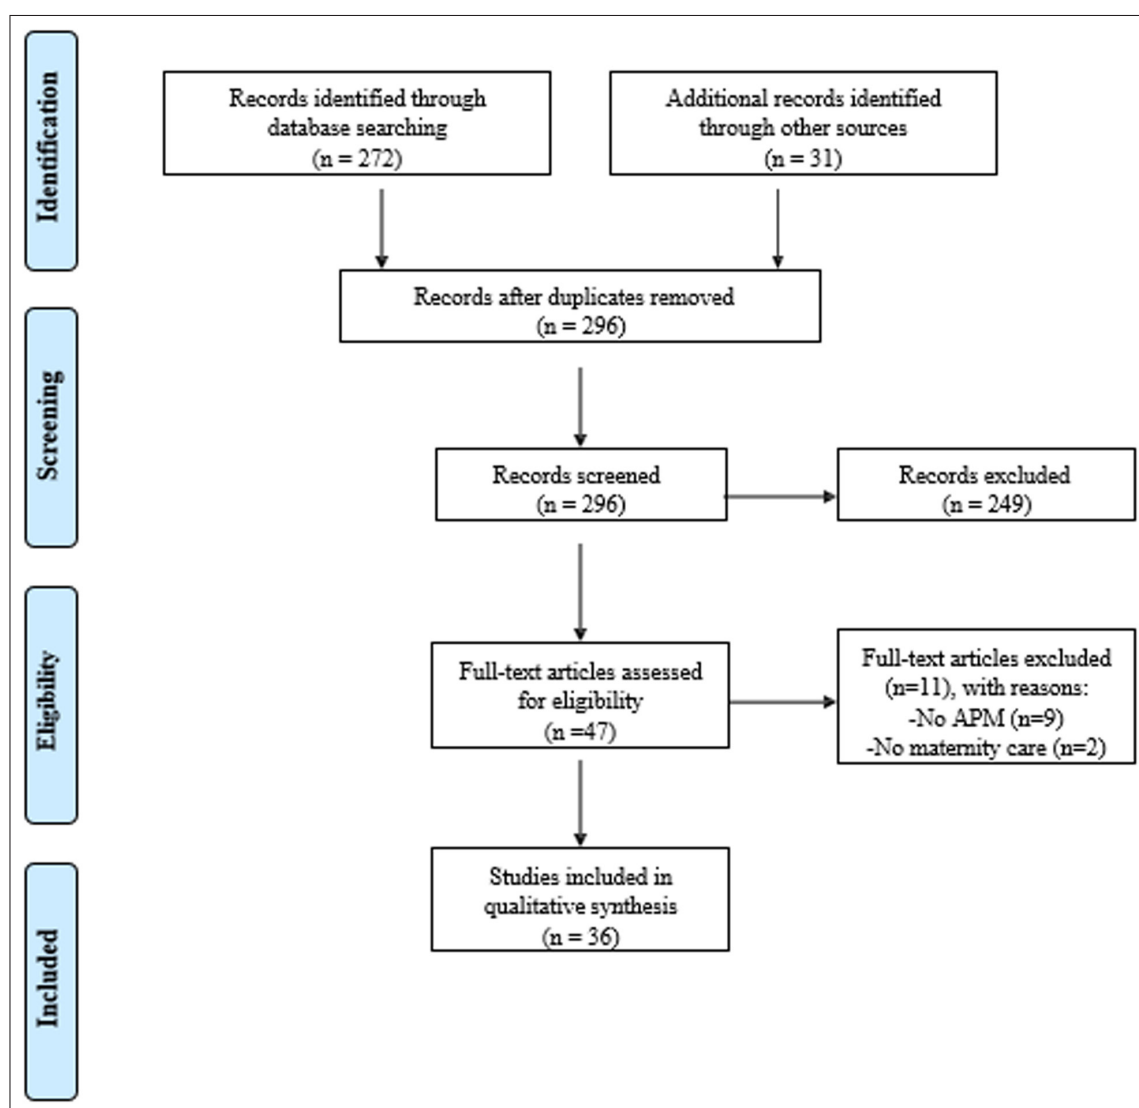 Identification
Records identified through
database searching
(n = 272)
Additional records identified
through other sources
(n = 31)
Records after duplicates removed
(n = 296)
Screening
Records screened
(n = 296)
Records excluded
(n = 249)
Eligibility
Full-text articles assessed
for eligibility
(n =47)
Full-text articles excluded
(n=11), with reasons:
-No APM (n=9)
-No maternity care (n=2)
Included
Studies included in
qualitative synthesis
(n = 36)